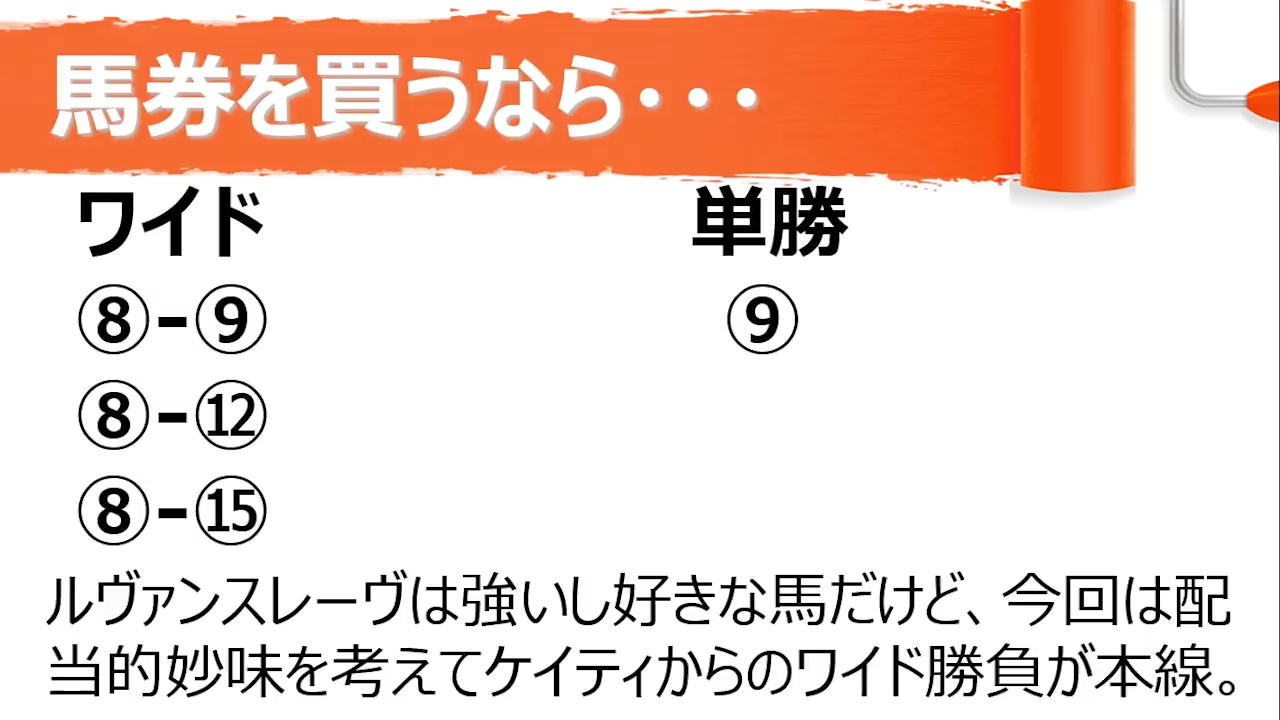 馬券を買うなら・・・
ワイド 単勝
⑧-⑨ ⑨
⑧-⑫
⑧-⑮
ルヴァンスレーヴは強いし好きな馬だけど、今回は配
当的妙味を考えてケイティからのワイド勝負が本線。